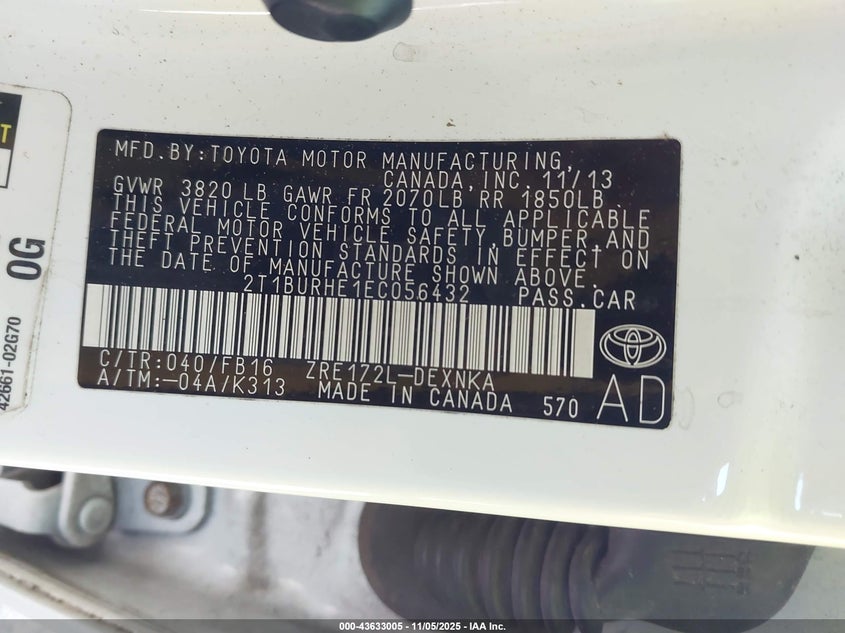 MFD.BY:TOYOTA MOTOR MANUFACTURING,
CANADA,INC. 11/13
GVWR 3820 LB GAWR FR 2070LB RR 1850LB
THIS VEHICLE CONFORMS TO ALL APPLICABLE
FEDERAL MOTOR VEHICLE SAFETY,BUMPER,AND
THEFT PREVENTION STANDARDS IN EFFECT ON
THE DATE OF MANUFACTURE SHOWN ABOVE.
2T1BURHE1EC056432 PASS.CAR
C/TR:040/FB16 ZRE172L-DEXNKA
A/TM:-04A/K313 MADE IN CANADA 570 AD
0G
42661-02G70
000-43633005 - 11/05/2025 - IAA Inc.